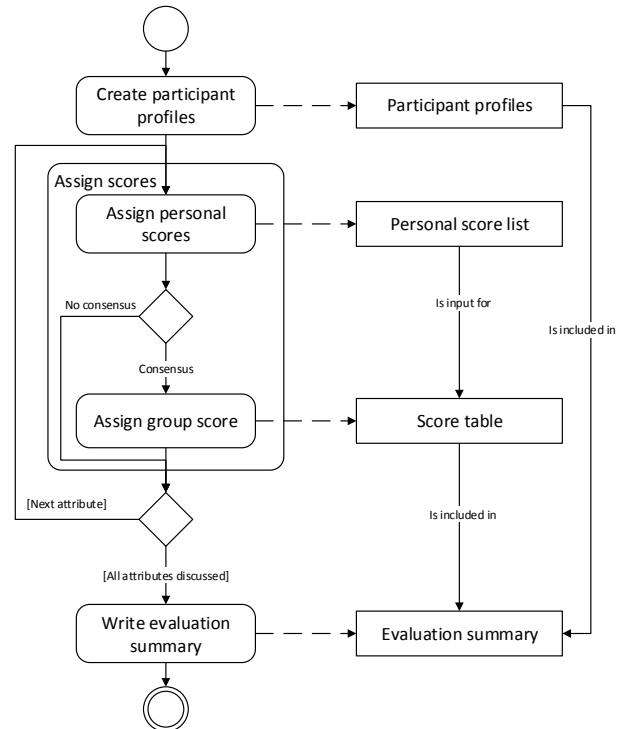 Create participant
profiles
Participant profiles
Assign scores
Assign personal
scores
Personal score list
No consensus
Is input for
Is included in
Consensus
Assign group score
Score table
[Next attribute]
Is included in
[All attributes discussed]
Write evaluation
summary
Evaluation summary